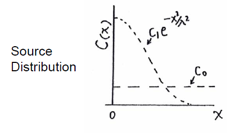 Source
Distribution
C(x)
C₁e^-x²/λ²
C₀
0
X